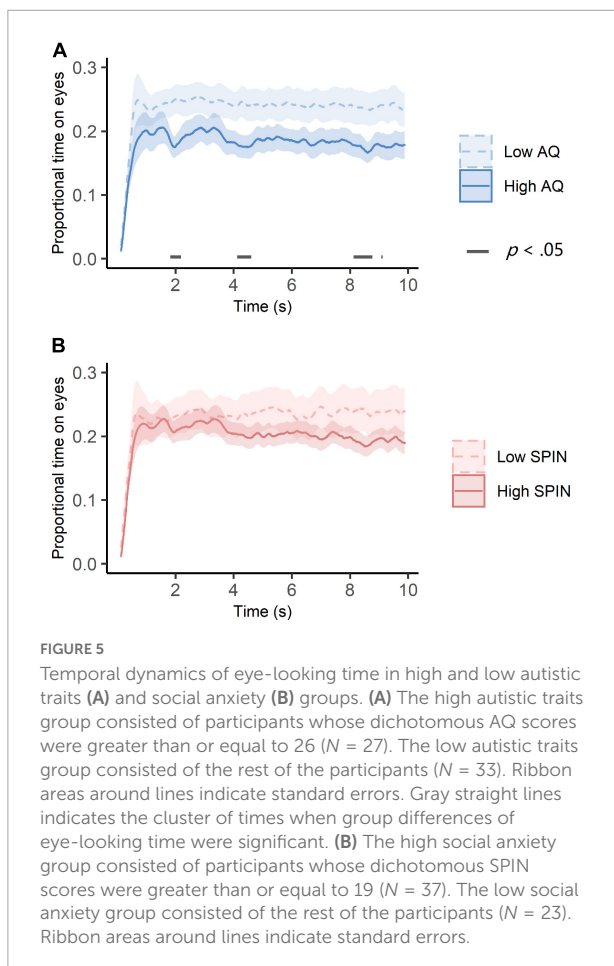 A
0.3
0.2
0.1
0.0
Proportional time on eyes
2 4 6 8 10
Time (s)
Low AQ
High AQ
p < .05
B
0.3
0.2
0.1
0.0
Proportional time on eyes
2 4 6 8 10
Time (s)
Low SPIN
High SPIN
FIGURE 5
Temporal dynamics of eye-looking time in high and low autistic
traits (A) and social anxiety (B) groups. (A) The high autistic traits
group consisted of participants whose dichotomous AQ scores
were greater than or equal to 26 (N = 27). The low autistic traits
group consisted of the rest of the participants (N = 33). Ribbon
areas around lines indicate standard errors. Gray straight lines
indicates the cluster of times when group differences of
eye-looking time were significant. (B) The high social anxiety
group consisted of participants whose dichotomous SPIN
scores were greater than or equal to 19 (N = 37). The low social
anxiety group consisted of the rest of the participants (N = 23).
Ribbon areas around lines indicate standard errors.